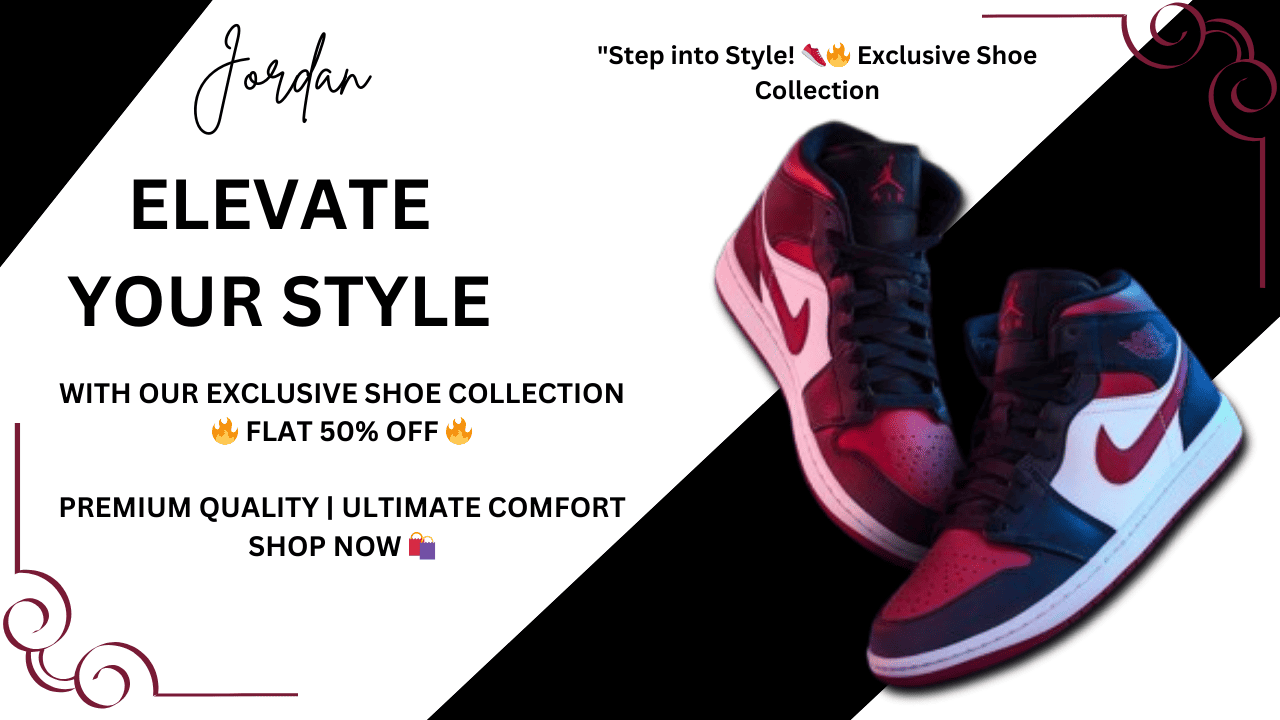 Jordan
"Step into Style! 👟🔥 Exclusive Shoe
Collection
ELEVATE
YOUR STYLE
WITH OUR EXCLUSIVE SHOE COLLECTION
🔥 FLAT 50% OFF 🔥
PREMIUM QUALITY | ULTIMATE COMFORT
SHOP NOW 🛍️
AIR